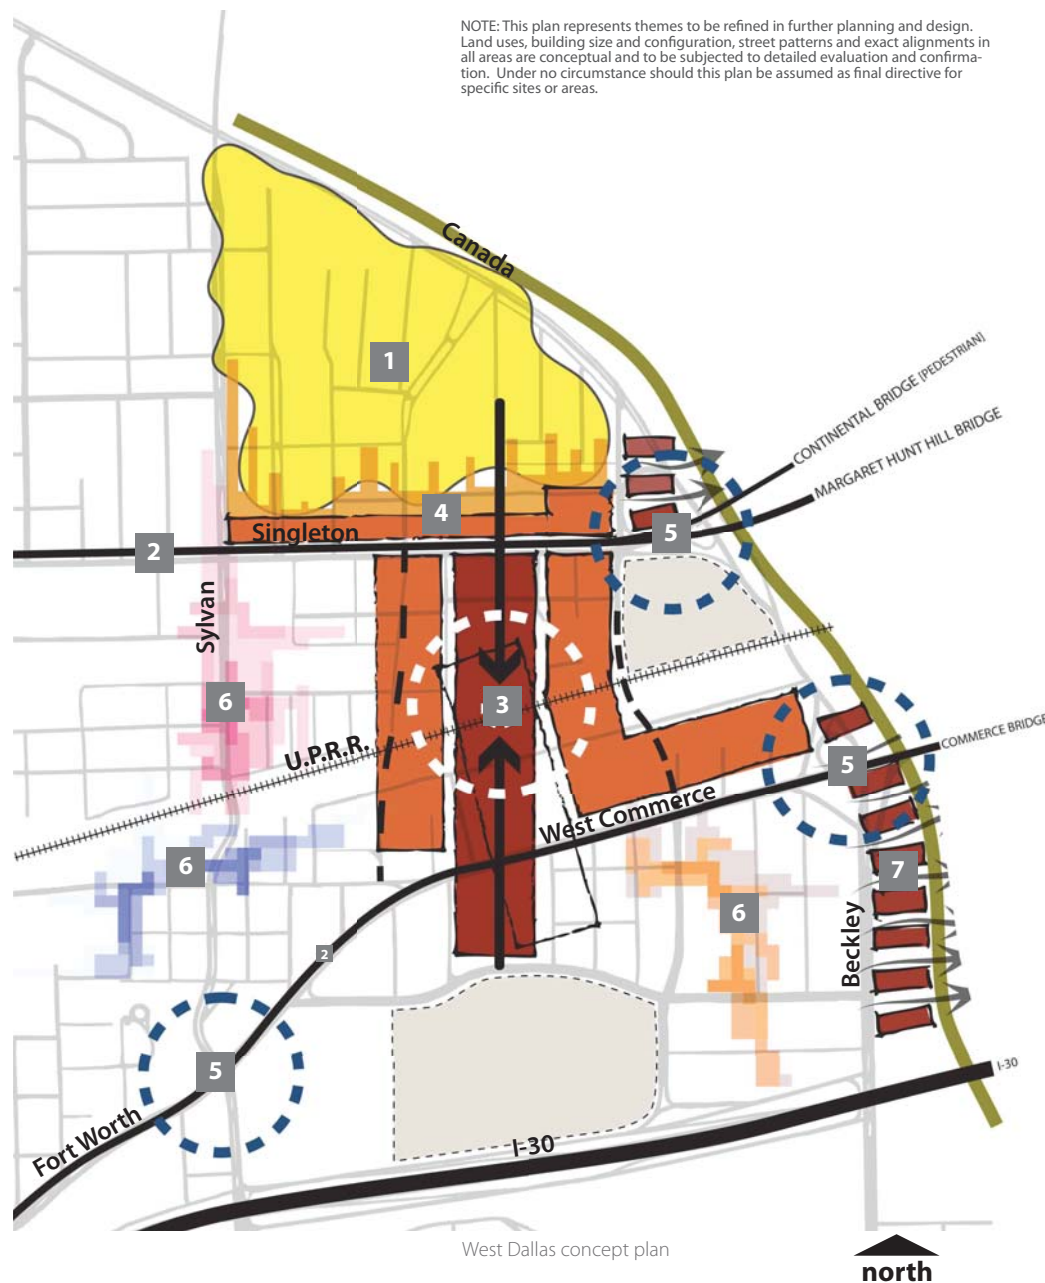 NOTE: This plan represents themes to be refined in further planning and design.
Land uses, building size and configuration, street patterns and exact alignments in
all areas are conceptual and to be subjected to detailed evaluation and confirma-
tion.  Under no circumstance should this plan be assumed as final directive for
specific sites or areas.
Canada
1
CONTINENTAL BRIDGE [PEDESTRIAN]
MARGARET HUNT HILL BRIDGE
4
Singleton
5
2
Sylvan
6
3
U.P.R.R.
COMMERCE BRIDGE
5
West Commerce
6
7
6
Beckley
2
5
I-30
Fort Worth
I-30
West Dallas concept plan
north